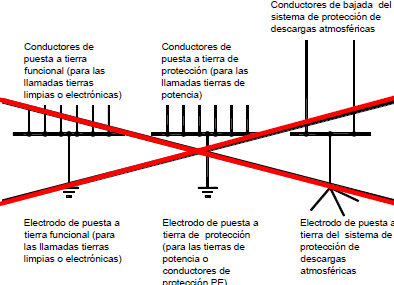 Conductores de bajada  del
sistema de protección de
descargas atmosféricas
Conductores de
puesta a tierra
funcional (para las
llamadas tierras
limpias o electrónicas)
Conductores de
puesta a tierra de
protección (para las
llamadas tierras de
potencia)
Electrodo de puesta a
tierra funcional (para
las llamadas tierras
limpias o electrónicas)
Electrodo de puesta a
tierra de  protección
(para las tierras de
potencia o
conductores de
protección PE)
Electrodo de puesta a
tierra del  sistema de
protección de
descargas
atmosféricas